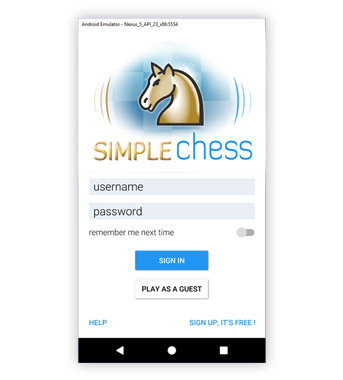 Android Emulator - Nexus_5_API_23_x86:5554
SIMPLE chess
username
password
remember me next time
SIGN IN
PLAY AS A GUEST
HELP
SIGN UP, IT'S FREE !